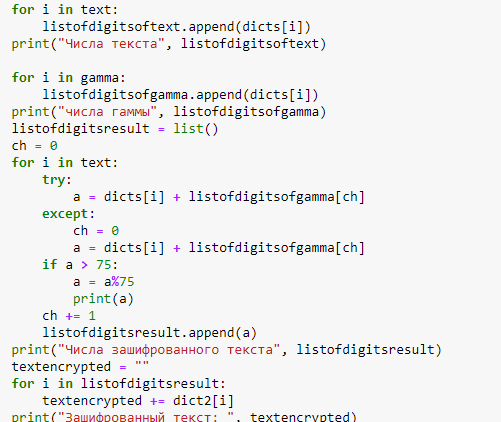 for i in text:
    listofdigitsoftext.append(dicts[i])
print("Числа текста", listofdigitsoftext)

for i in gamma:
    listofdigitsofgamma.append(dicts[i])
print("числа гаммы", listofdigitsofgamma)
listofdigitsresult = list()
ch = 0
for i in text:
    try:
        a = dicts[i] + listofdigitsofgamma[ch]
    except:
        ch = 0
        a = dicts[i] + listofdigitsofgamma[ch]
    if a > 75:
        a = a%75
        print(a)
    ch += 1
    listofdigitsresult.append(a)
print("Числа зашифрованного текста", listofdigitsresult)
textencrypted = ""
for i in listofdigitsresult:
    textencrypted += dict2[i]
print("Зашифрованный текст: ", textencrypted)